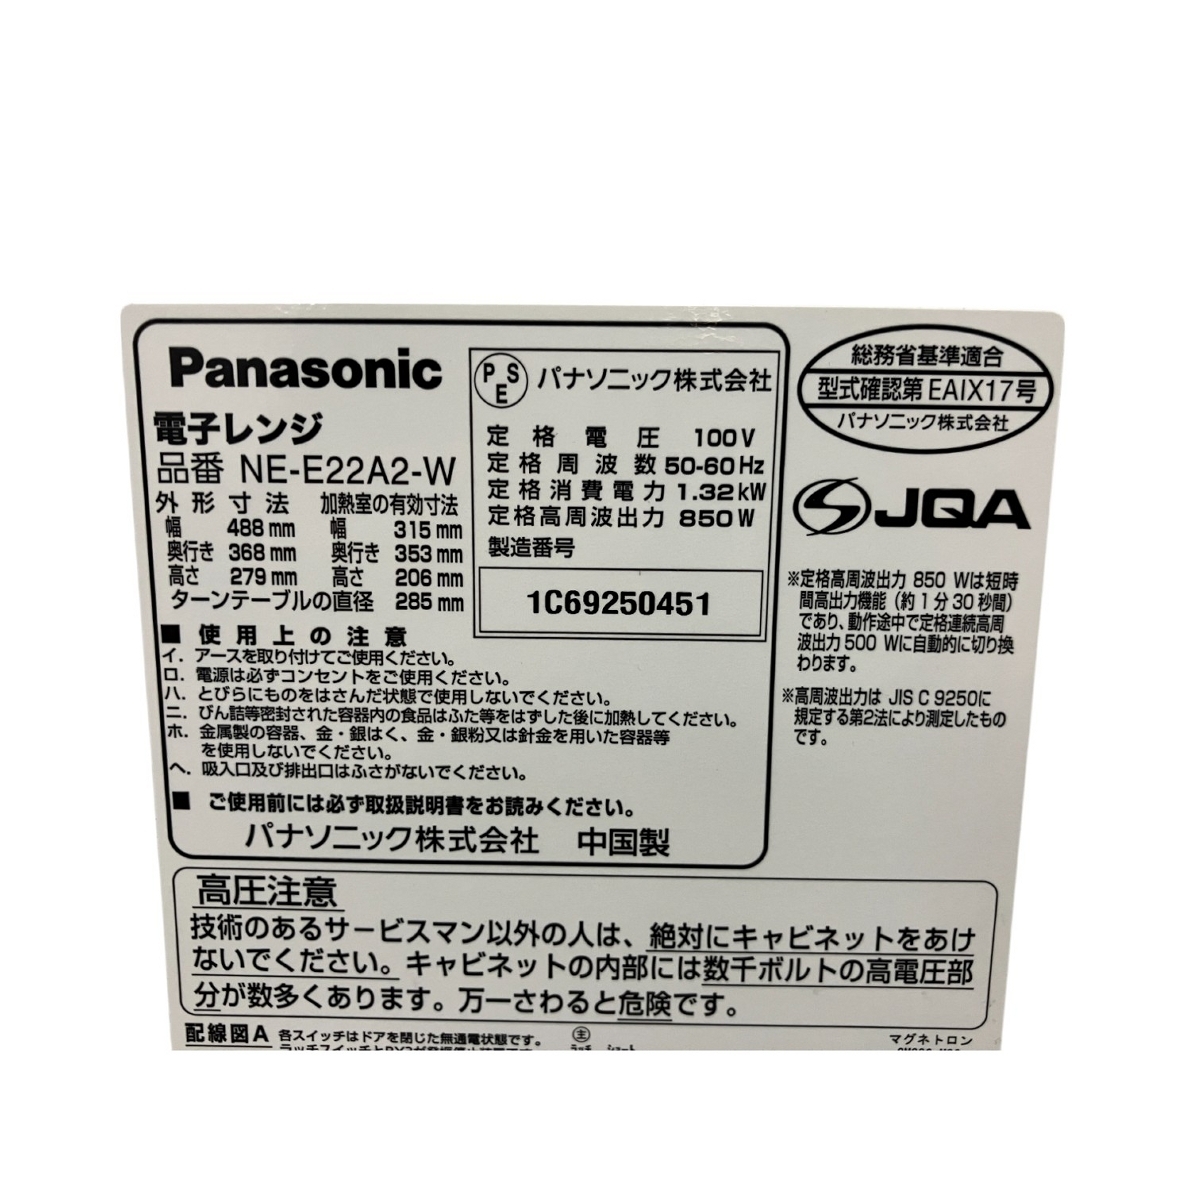 Panasonic
電子レンジ
品番 NE-E22A2-W
外形寸法 加熱室の有効寸法
幅 488 mm 幅 315 mm
奥行き 368 mm 奥行き 353 mm
高さ 279 mm 高さ 206 mm
ターンテーブルの直径 285 mm
PSE パナソニック株式会社
定格電圧 100V
定格周波数 50-60Hz
定格消費電力 1.32kW
定格高周波出力 850W
製造番号
1C69250451
■ 使用上の注意
イ. アースを取り付けてご使用ください。
ロ. 電源は必ずコンセントをご使用ください。
ハ. とびらにものをはさんだ状態で使用しないでください。
ニ. びん詰等密封された容器内の食品はふた等をはずした後に加熱してください。
ホ. 金属製の容器、金・銀はく、金・銀粉又は針金を用いた容器等
を使用しないでください。
ヘ. 吸入口及び排出口はふさがないでください。
■ ご使用前には必ず取扱説明書をお読みください。
パナソニック株式会社 中国製
総務省基準適合
型式確認第EAIX17号
パナソニック株式会社
JQA
※定格高周波出力 850 Wは短時
間高出力機能(約1分30秒間)
であり、動作途中で定格連続高周
波出力500 Wに自動的に切り換
わります。
※高周波出力は JIS C 9250に
規定する第2法により測定したもの
です。
高圧注意
技術のあるサービスマン以外の人は、絶対にキャビネットをあけ
ないでください。キャビネットの内部には数千ボルトの高電圧部
分が数多くあります。万一さわると危険です。
配線図A 各スイッチはドアを閉じた無通電状態です。
主
マグネトロン